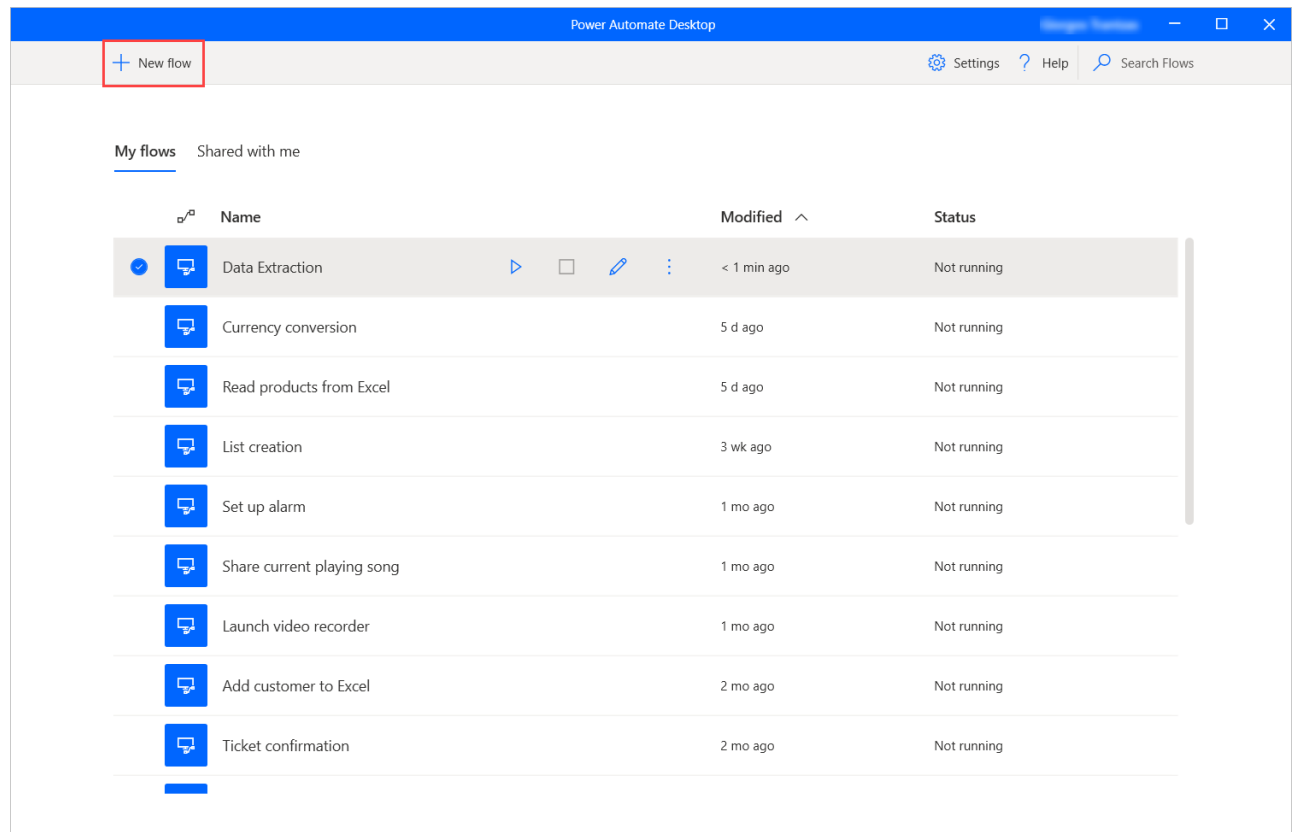 Power Automate Desktop
New flow
Settings
Help
Search Flows
My flows Shared with me
Name Modified Status
Data Extraction < 1 min ago Not running
Currency conversion 5 d ago Not running
Read products from Excel 5 d ago Not running
List creation 3 wk ago Not running
Set up alarm 1 mo ago Not running
Share current playing song 1 mo ago Not running
Launch video recorder 1 mo ago Not running
Add customer to Excel 2 mo ago Not running
Ticket confirmation 2 mo ago Not running